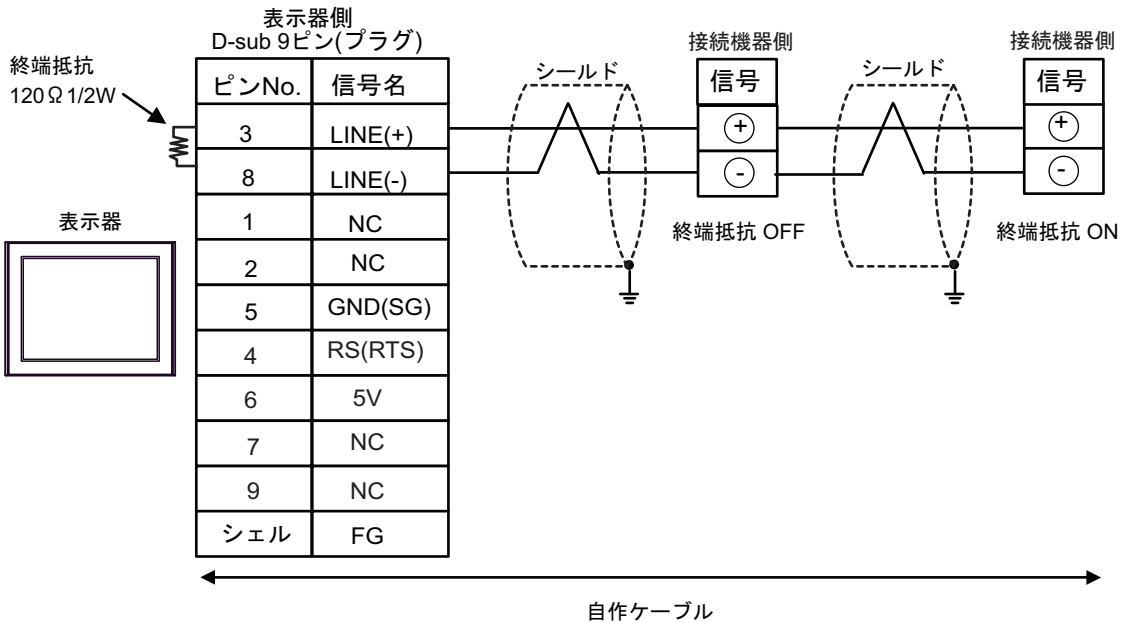 表示器側
D-sub 9ピン(プラグ)
終端抵抗
120Ω1/2W
ピンNo. 信号名
3 LINE(+)
8 LINE(-)
1 NC
2 NC
5 GND(SG)
4 RS(RTS)
6 5V
7 NC
9 NC
シェル FG
表示器
シールド
接続機器側
信号
+
-
終端抵抗 OFF
シールド
接続機器側
信号
+
-
終端抵抗 ON
自作ケーブル